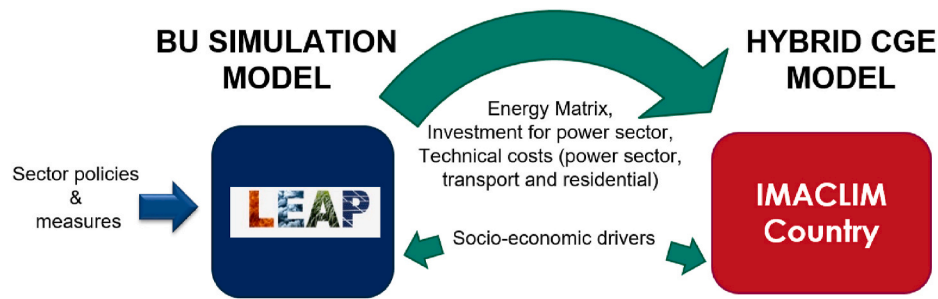 BU SIMULATION
MODEL
HYBRID CGE
MODEL
Energy Matrix,
Investment for power sector,
Technical costs (power sector,
transport and residential)
Sector policies
&
measures
LEAP
IMACLIM
Country
Socio-economic drivers